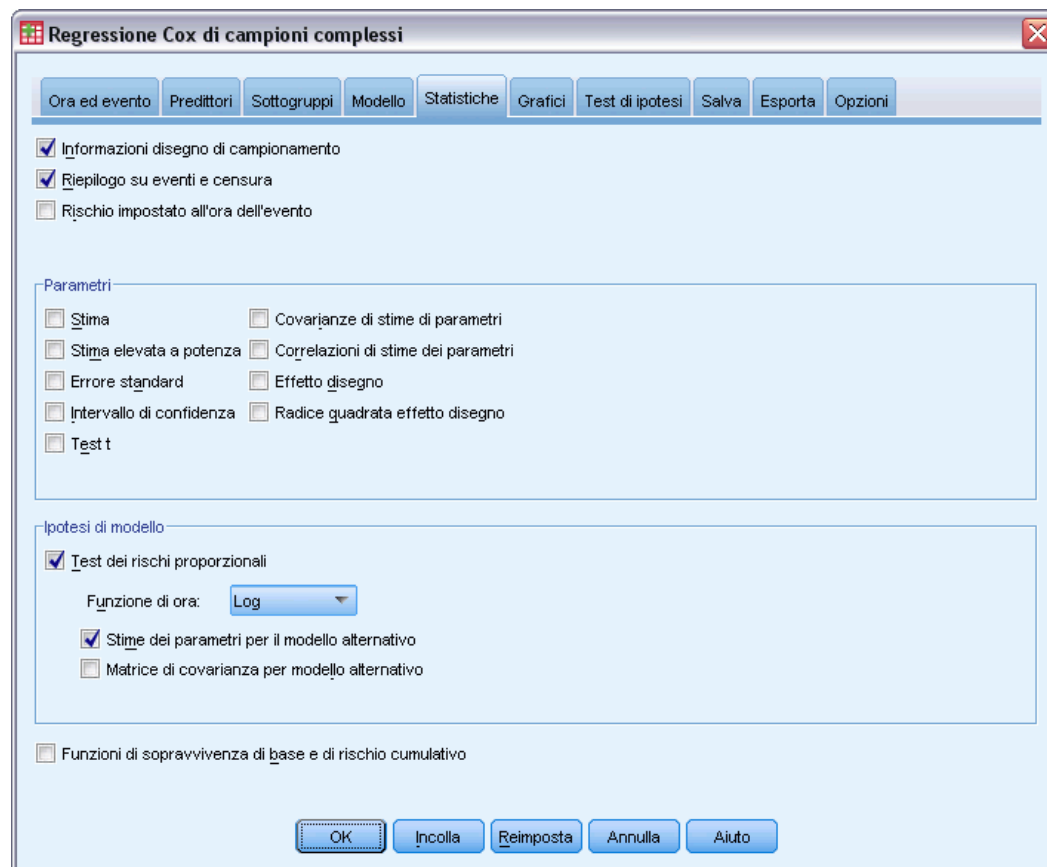 Regressione Cox di campioni complessi
Ora ed evento Predittori Sottogruppi Modello Statistiche Grafici Test di ipotesi Salva Esporta Opzioni
Informazioni disegno di campionamento
Riepilogo su eventi e censura
Rischio impostato all'ora dell'evento
Parametri
Stima Covarianze di stime di parametri
Stima elevata a potenza Correlazioni di stime dei parametri
Errore standard Effetto disegno
Intervallo di confidenza Radice quadrata effetto disegno
Test t
Ipotesi di modello
Test dei rischi proporzionali
Funzione di ora: Log
Stime dei parametri per il modello alternativo
Matrice di covarianza per modello alternativo
Funzioni di sopravvivenza di base e di rischio cumulativo
OK Incolla Reimposta Annulla Aiuto